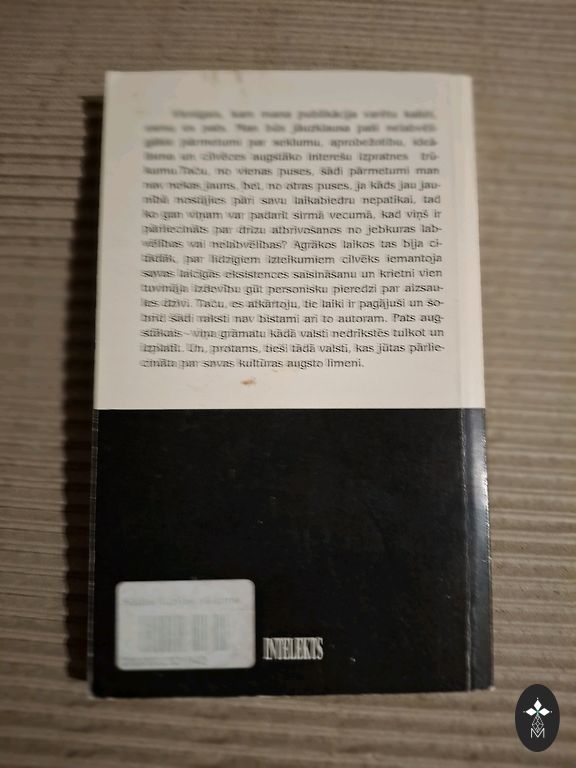 Vienīgais, kam mana publikācija varētu kaitēt,
esmu es pats. Man būs jāuzklausa paši nelabvēlī-
gākie pārmetumi par seklumu, aprobežotību, ideā-
lisma un cilvēces augstāko interešu izpratnes trū-
kumu. Taču, no vienas puses, šādi pārmetumi man
nav nekas jauns, bet, no otras puses, ja kāds jau jau-
nībā nostājies pāri savu laikabiedru nepatikai, tad
ko gan viņam var padarīt sirmā vecumā, kad viņš ir
pārliecināts par drīzu atbrīvošanos no jebkuras lab-
vēlības vai nelabvēlības? Agrākos laikos tas bija ci-
tādāk, par līdzīgiem izteikumiem cilvēks iemantoja
savas laicīgās eksistences saīsināšanu un krietni vien
tuvināja izdevību gūt personisku pieredzi par aizsau-
les dzīvi. Taču, es atkārtoju, tie laiki ir pagājuši un šo-
brīd šādi raksti nav bīstami arī to autoram. Pats aug-
stākais – viņa grāmatu kādā valstī nedrīkstēs tulkot un
izplatīt. Un, protams, tieši tādā valstī, kas jūtas pārlie-
cināta par savas kultūras augsto līmeni.
INTELEKTS
M